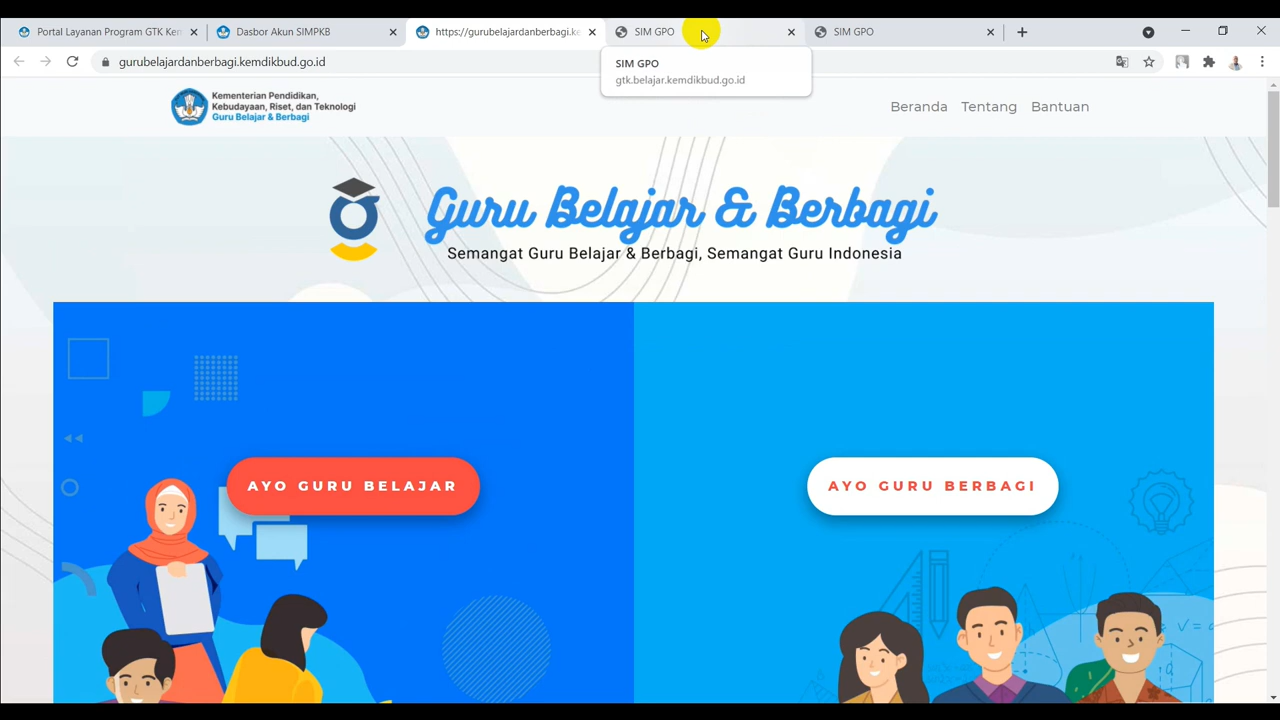 Portal Layanan Program GTK Ken
Dasbor Akun SIMPKB
https://gurubelajardanberbagi.ke
SIM GPO
SIM GPO
gurubelajardanberbagi.kemdikbud.go.id
SIM GPO
gtk.belajar.kemdikbud.go.id
Kementerian Pendidikan,
Kebudayaan, Riset, dan Teknologi
Guru Belajar & Berbagi
Beranda Tentang Bantuan
Guru Belajar & Berbagi
Semangat Guru Belajar & Berbagi, Semangat Guru Indonesia
AYO GURU BELAJAR
AYO GURU BERBAGI